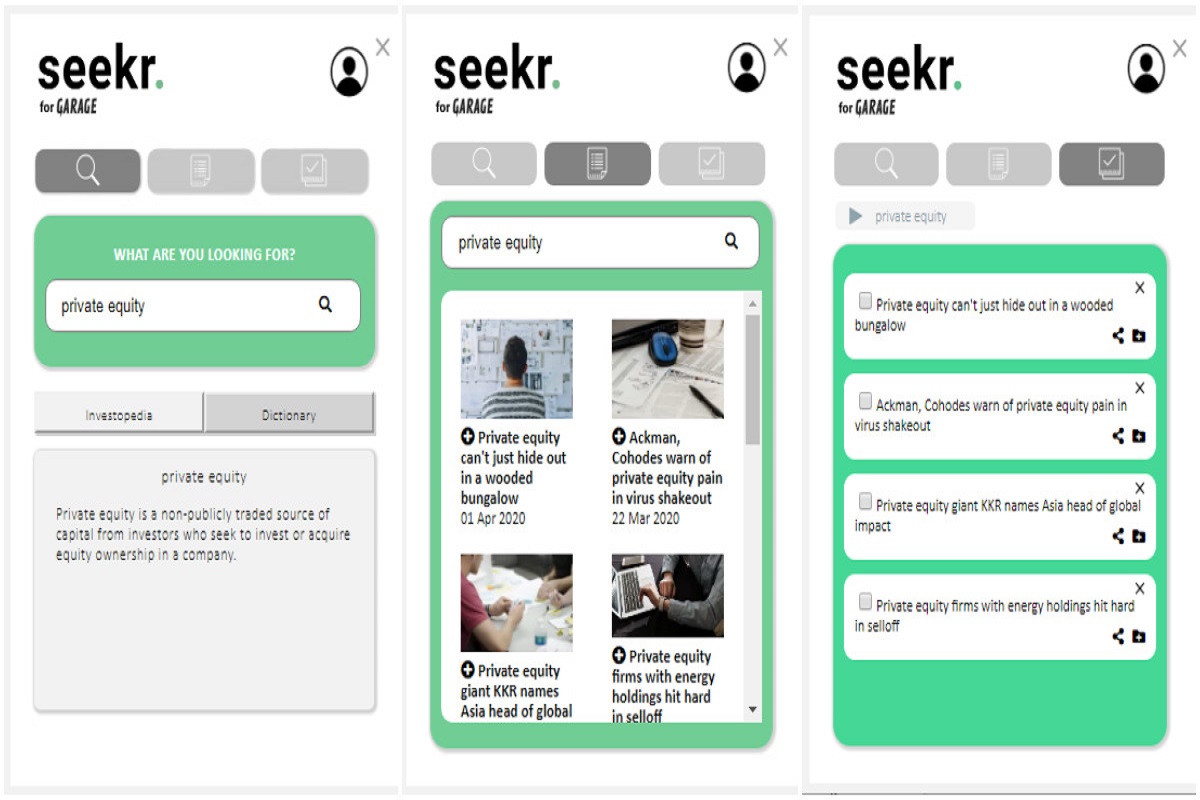 seekr.
for GARAGE
WHAT ARE YOU LOOKING FOR?
private equity
Investopedia
Dictionary
private equity
Private equity is a non-publicly traded source of
capital from investors who seek to invest or acquire
equity ownership in a company.
seekr.
for GARAGE
private equity
Private equity
can't just hide out
in a wooded
bungalow
01 Apr 2020
Ackman,
Cohodes warn of
private equity pain
in virus shakeout
22 Mar 2020
Private equity
giant KKR names
Asia head of global
Private equity
firms with energy
holdings hit hard
in selloff
seekr.
for GARAGE
private equity
Private equity can't just hide out in a wooded
bungalow
Ackman, Cohodes warn of private equity pain in
virus shakeout
Private equity giant KKR names Asia head of global
impact
Private equity firms with energy holdings hit hard
in selloff